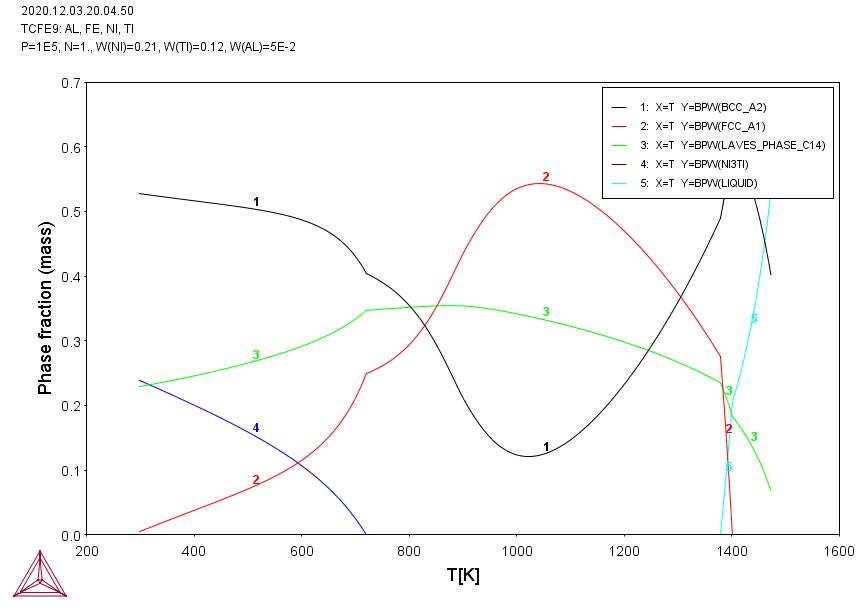 2020.12.03.20.04.50
TCFE9: AL, FE, NI, TI
P=1E5, N=1., W(NI)=0.21, W(TI)=0.12, W(AL)=5E-2
0.7
0.6
0.5
0.4
0.3
0.2
0.1
0.0
Phase fraction (mass)
1: X=T Y=BPW(BCC_A2)
2: X=T Y=BPW(FCC_A1)
3: X=T Y=BPW(LAVES_PHASE_C14)
4: X=T Y=BPW(NI3TI)
5: X=T Y=BPW(LIQUID)
2
1
3
5
3
3
2
4
3
1
5
2
200 400 600 800 1000 1200 1400 1600
T[K]